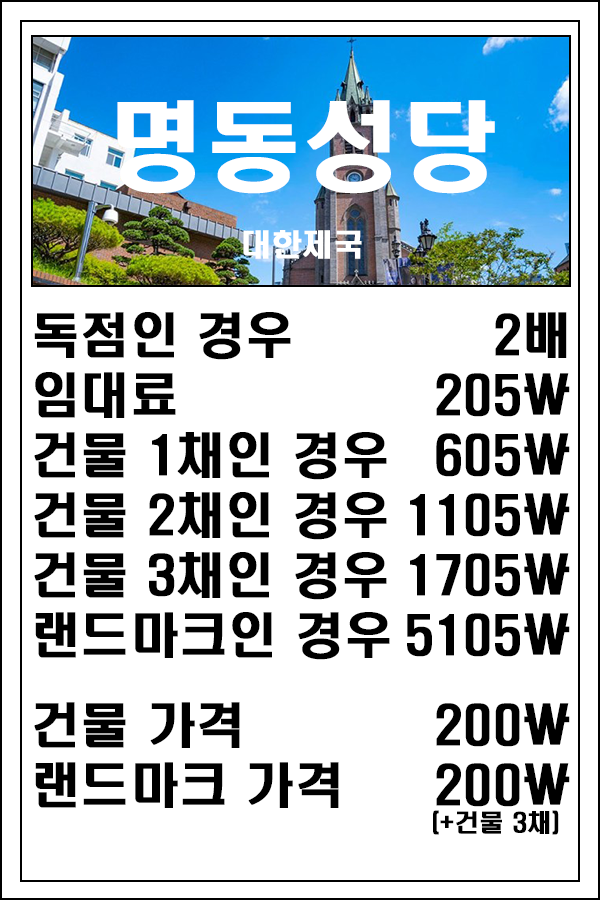 명동성당
대한제국
독점인 경우 2배
임대료 205₩
건물 1채인 경우 605₩
건물 2채인 경우 1105₩
건물 3채인 경우 1705₩
랜드마크인 경우 5105₩
건물 가격 200₩
랜드마크 가격 200₩
(+건물 3채)